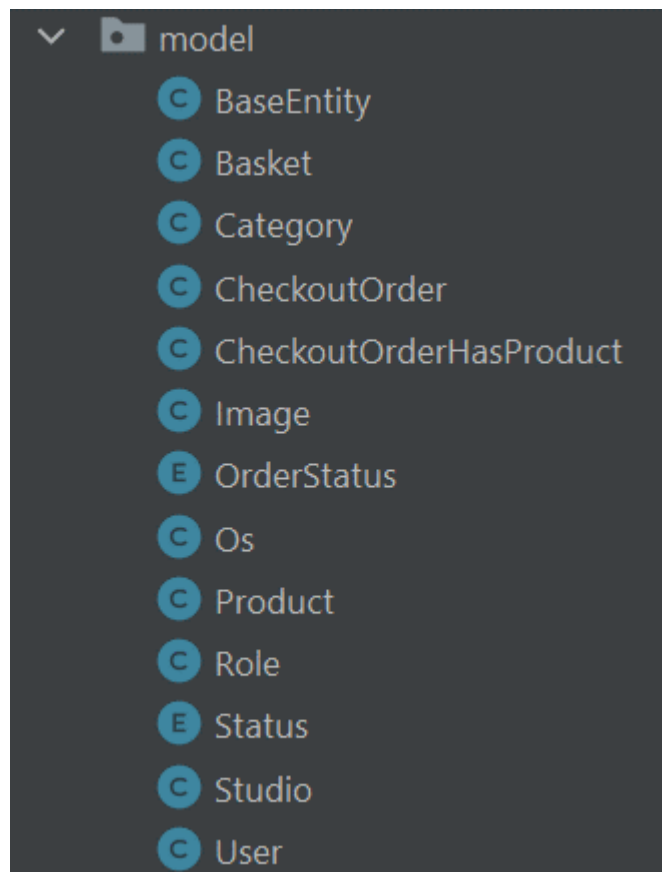 model
C BaseEntity
C Basket
C Category
C CheckoutOrder
C CheckoutOrderHasProduct
C Image
E OrderStatus
C Os
C Product
C Role
E Status
C Studio
C User